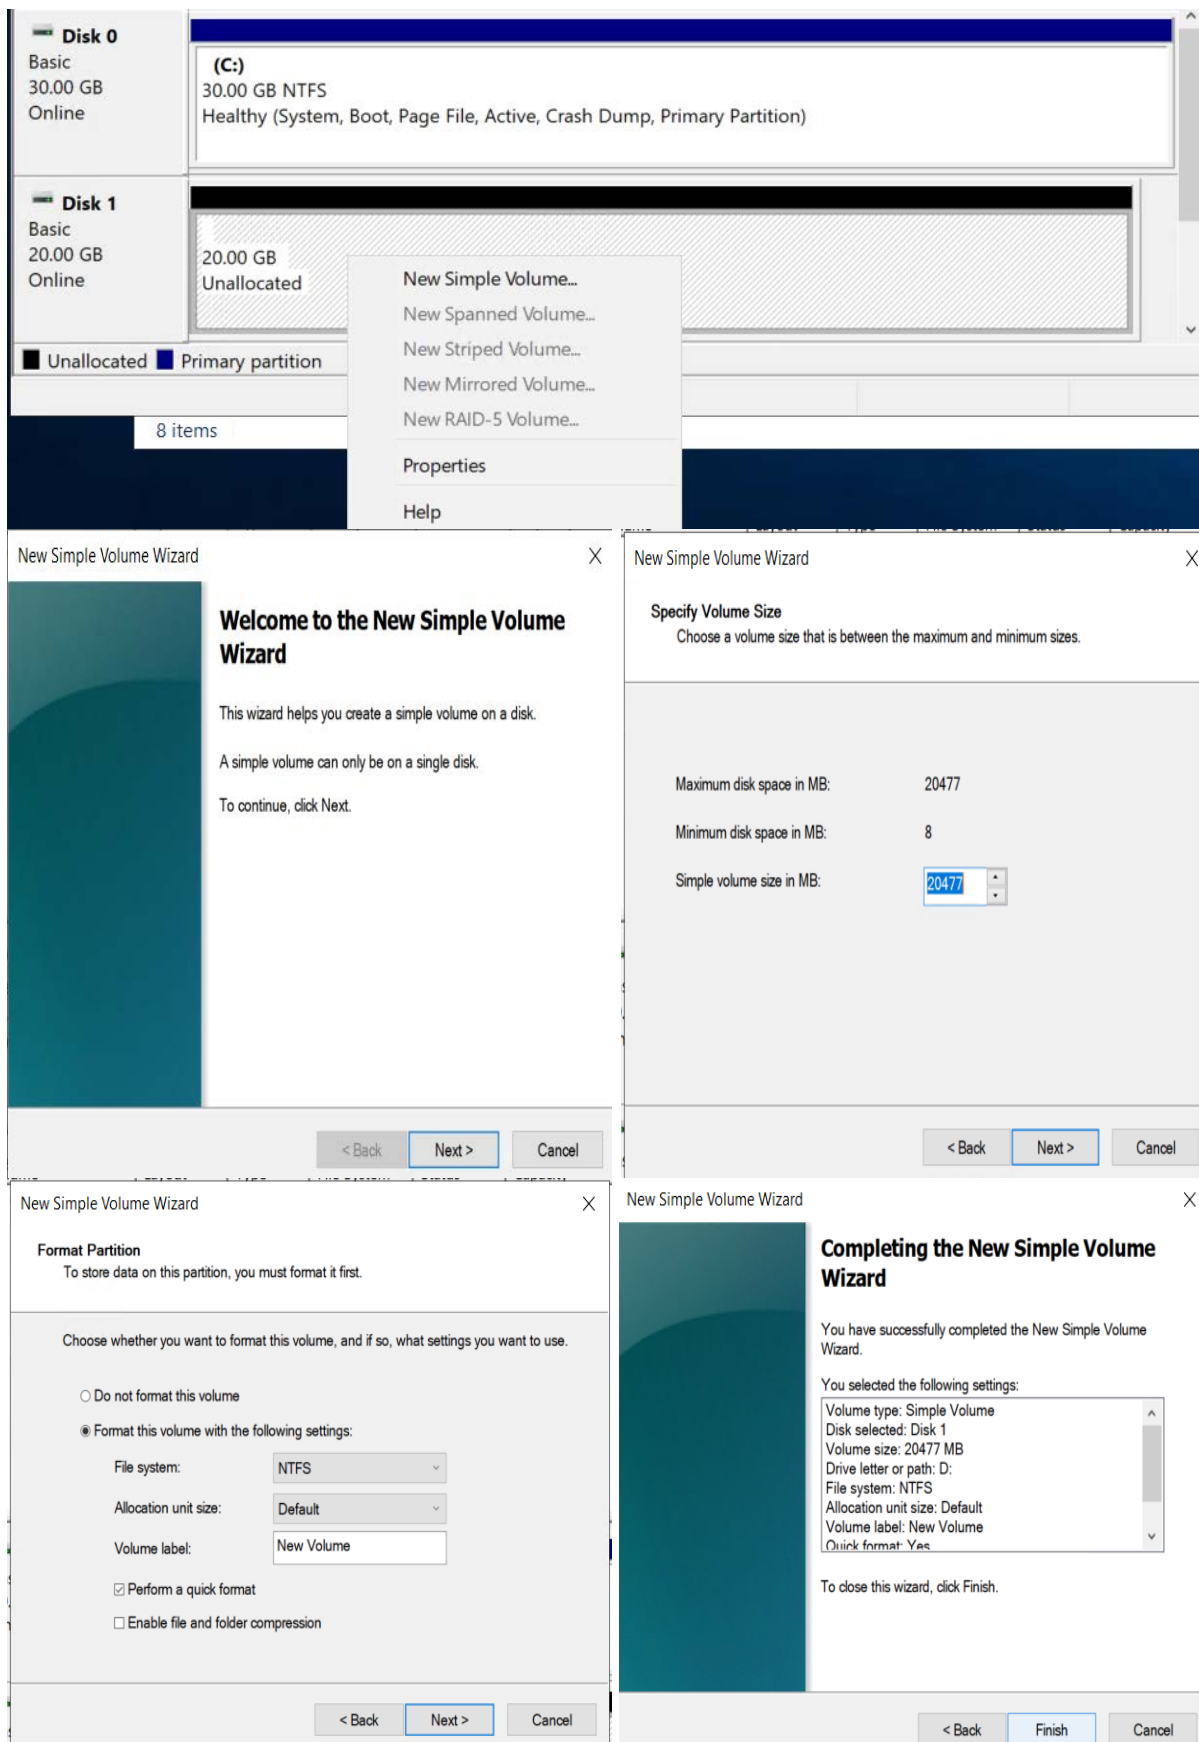 Disk 0
Basic
30.00 GB
Online
(C:)
30.00 GB NTFS
Healthy (System, Boot, Page File, Active, Crash Dump, Primary Partition)
Disk 1
Basic
20.00 GB
Online
20.00 GB
Unallocated
New Simple Volume...
New Spanned Volume...
New Striped Volume...
New Mirrored Volume...
New RAID-5 Volume...
Properties
Help
Unallocated Primary partition
8 items
New Simple Volume Wizard
Welcome to the New Simple Volume
Wizard
This wizard helps you create a simple volume on a disk.
A simple volume can only be on a single disk.
To continue, click Next.
< Back Next > Cancel
New Simple Volume Wizard
Specify Volume Size
Choose a volume size that is between the maximum and minimum sizes.
Maximum disk space in MB: 20477
Minimum disk space in MB: 8
Simple volume size in MB: 20477
< Back Next > Cancel
New Simple Volume Wizard
Format Partition
To store data on this partition, you must format it first.
Choose whether you want to format this volume, and if so, what settings you want to use.
Do not format this volume
Format this volume with the following settings:
File system: NTFS
Allocation unit size: Default
Volume label: New Volume
Perform a quick format
Enable file and folder compression
< Back Next > Cancel
New Simple Volume Wizard
Completing the New Simple Volume
Wizard
You have successfully completed the New Simple Volume
Wizard.
You selected the following settings:
Volume type: Simple Volume
Disk selected: Disk 1
Volume size: 20477 MB
Drive letter or path: D:
File system: NTFS
Allocation unit size: Default
Volume label: New Volume
Quick format: Yes
To close this wizard, click Finish.
< Back Finish Cancel